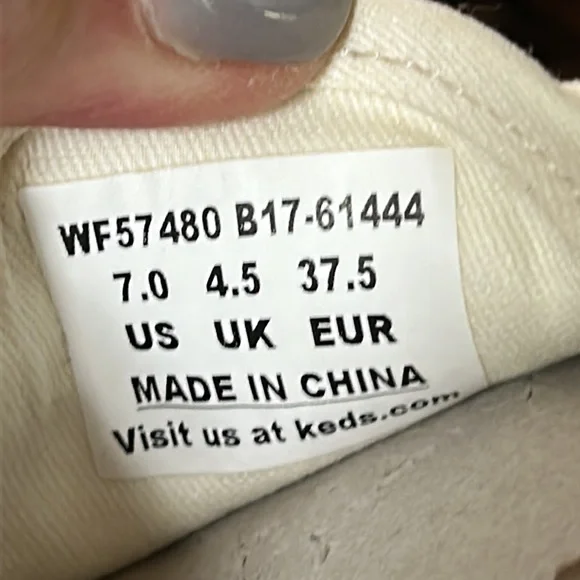 WF57480 B17-61444
7.0 4.5 37.5
US UK EUR
MADE IN CHINA
Visit us at keds.com